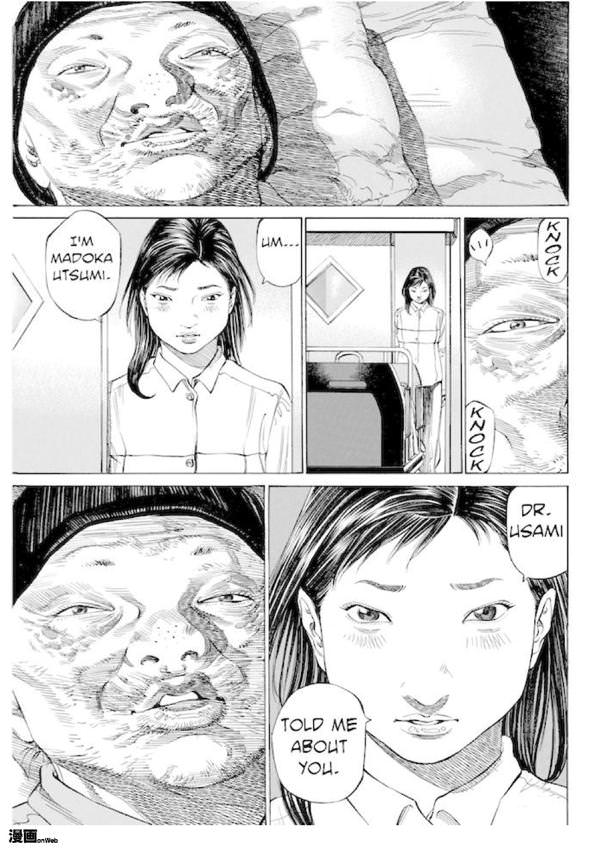 KNOCK
KNOCK
UM...
I'M
MADOKA
UTSUMI.
DR.
USAMI
TOLD ME
ABOUT
YOU.
漫画onWeb